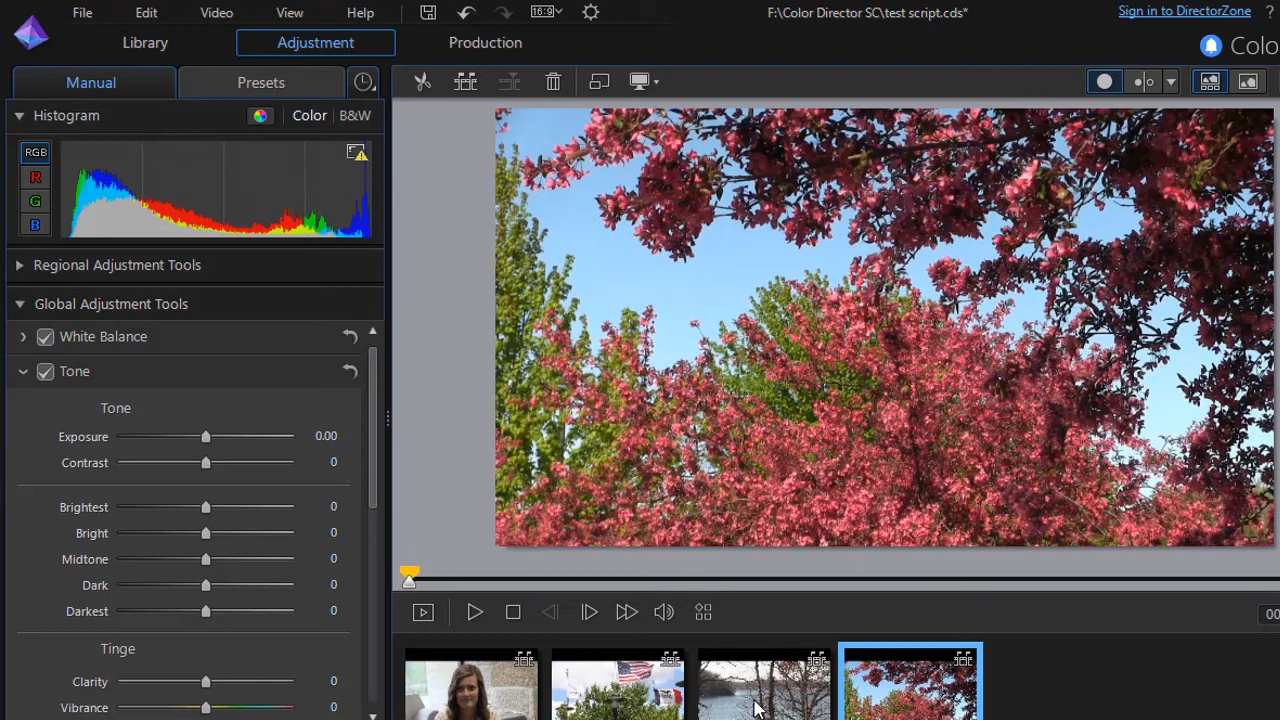 File Edit Video View Help 16:9 F:\Color Director SC\test script.cds* Sign in to DirectorZone ?
Library Adjustment Production Colo
Manual Presets
Histogram Color B&W
RGB
R
G
B
Regional Adjustment Tools
Global Adjustment Tools
White Balance
Tone
Tone
Exposure 0.00
Contrast 0
Brightest 0
Bright 0
Midtone 0
Dark 0
Darkest 0
00
Tinge
Clarity 0
Vibrance 0